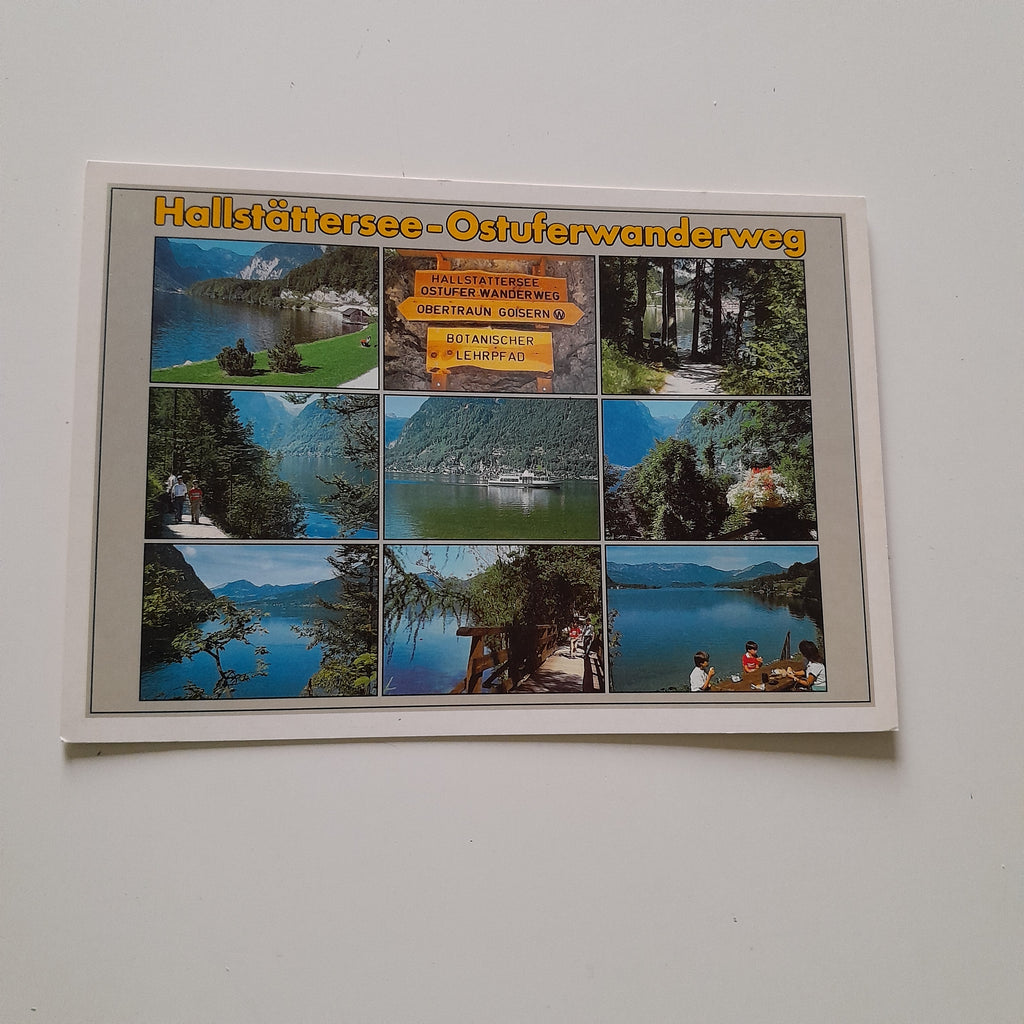 Hallstättersee-Ostuferwanderweg
HALLSTÄTTERSEE
OSTUFER WANDERWEG
OBERTRAUN GOISERN W
BOTANISCHER
LEHRPFAD